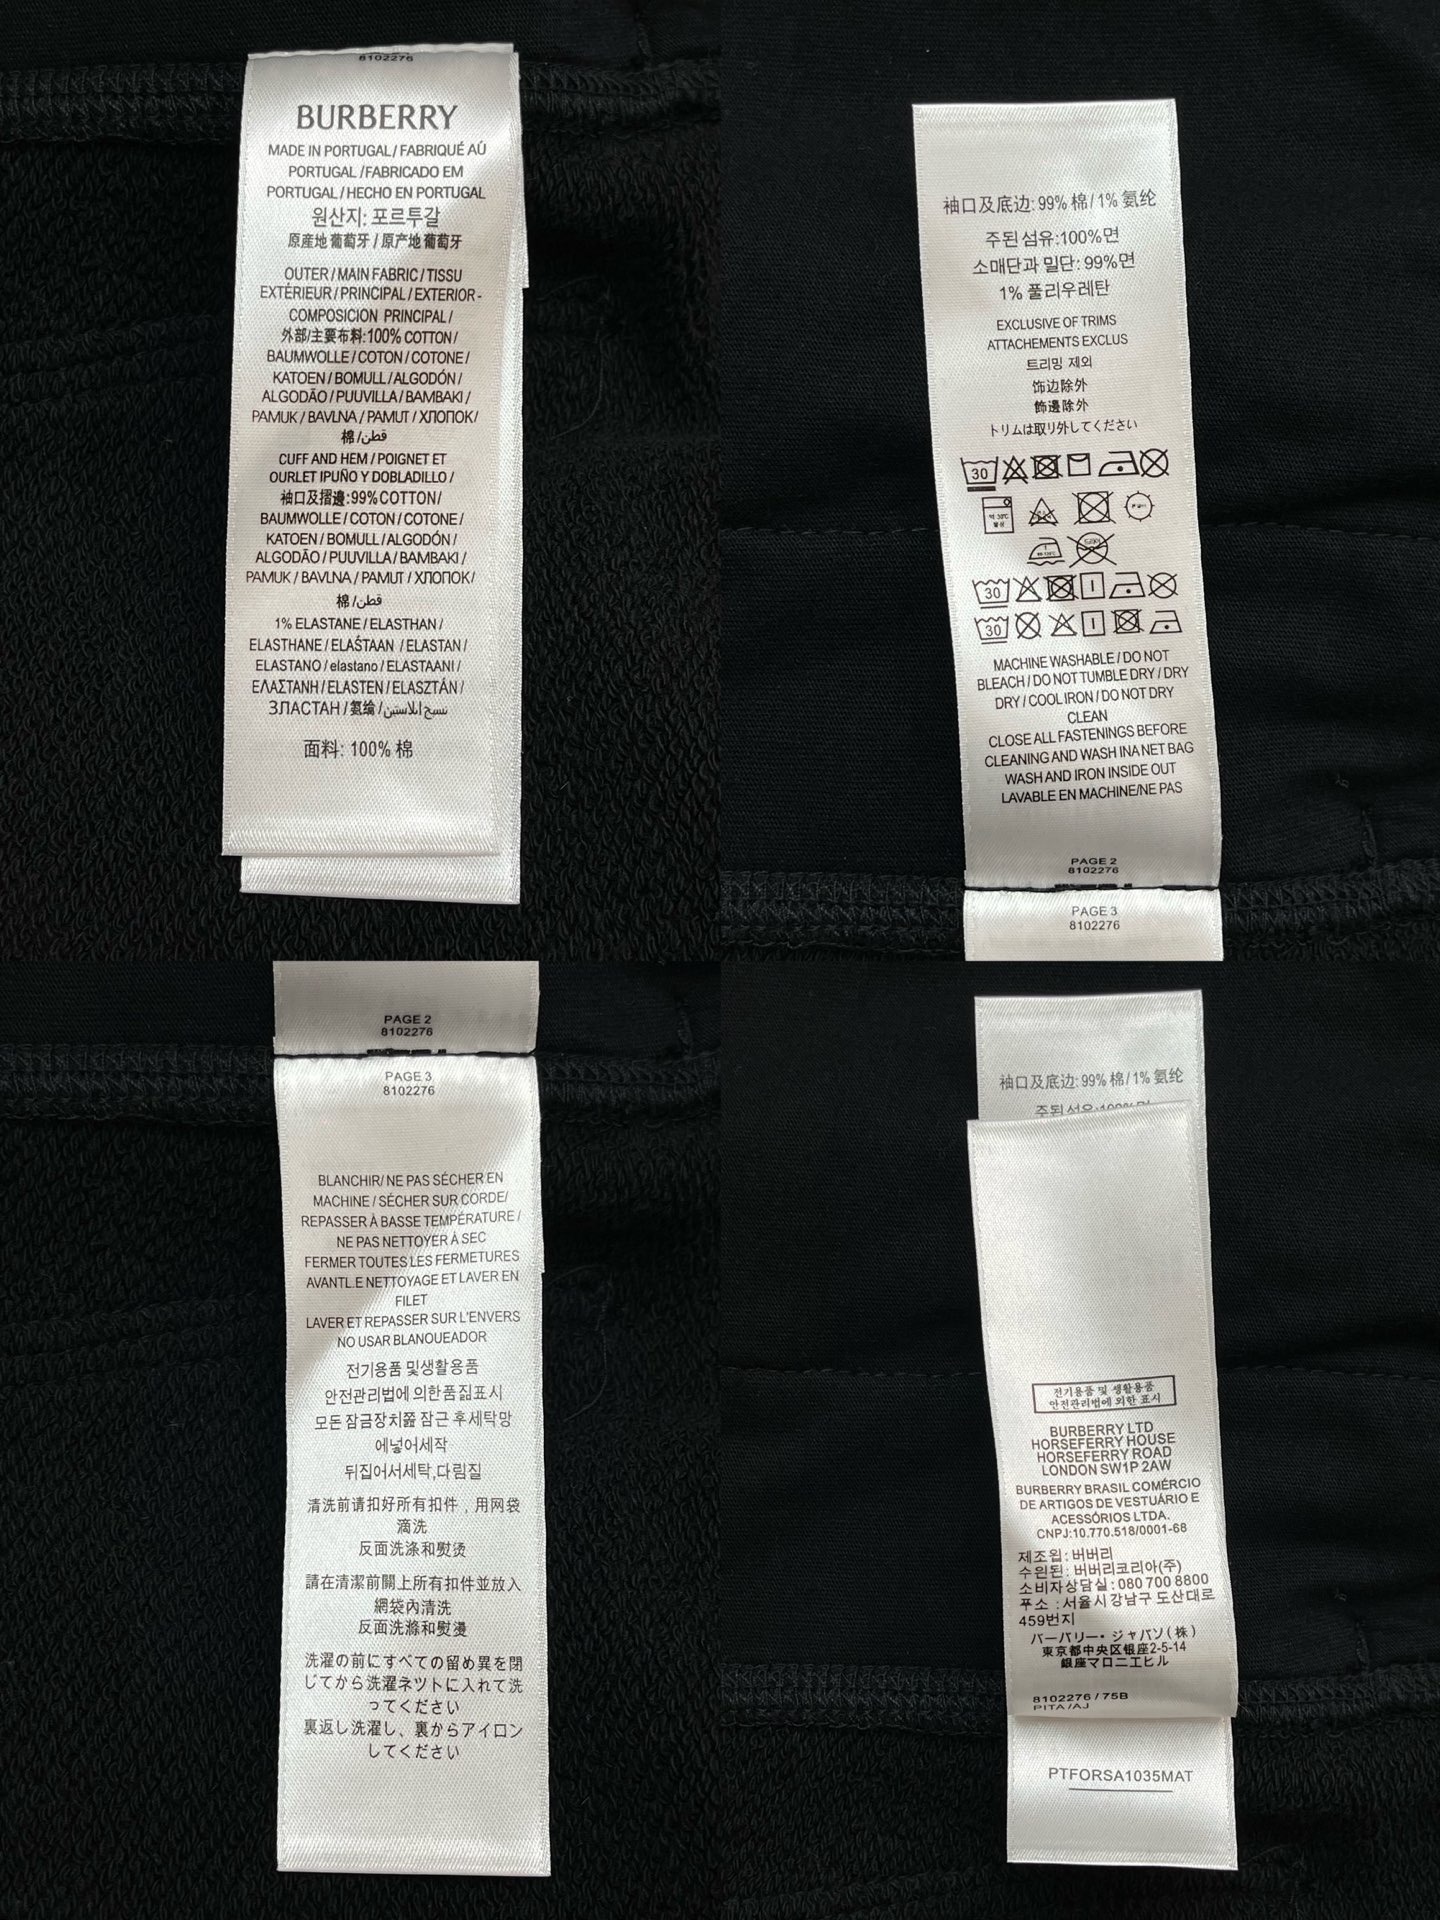 8102276
BURBERRY
MADE IN PORTUGAL / FABRIQUÉ AÚ
PORTUGAL /FABRICADO EM
PORTUGAL / HECHO EN PORTUGAL
원산지: 포르투갈
原産地葡萄牙 / 原产地葡萄牙
OUTER / MAIN FABRIC / TISSU
EXTÉRIEUR / PRINCIPAL / EXTERIOR -
COMPOSICION PRINCIPAL /
外部/主要布料:100% COTTON /
BAUMWOLLE / COTON / COTONE /
KATOEN / BOMULL / ALGODÓN /
ALGODÃO / PUUVILLA / BAMBAKI /
PAMUK / BAVLNA / PAMUT / ХЛОПОК/
棉 /قطن
CUFF AND HEM / POIGNET ET
OURLET IPUÑO Y DOBLADILLO /
袖口及摺邊:99% COTTON /
BAUMWOLLE / COTON / COTONE /
KATOEN / BOMULL / ALGODÓN /
ALGODÃO / PUUVILLA / BAMBAKI /
PAMUK / BAVLNA / PAMUT / ХЛОПОК/
棉 /قطن
1% ELASTANE / ELASTHAN /
ELASTHANE / ELAŚTAAN / ELASTAN /
ELASTANO / elastano / ELASTAANI /
ΕΛΑΣΤΑΝΗ / ELASTEN / ELASZTÁN /
ЗЛАСТАН / 氨纶 /نسيج ايلاستين
面料: 100% 棉
袖口及底边: 99% 棉 / 1% 氨纶
주된 섬유:100%면
소매단과 밑단: 99%면
1% 풀리우레탄
EXCLUSIVE OF TRIMS
ATTACHEMENTS EXCLUS
트리밍 제외
饰边除外
飾邊除外
トリムは取り外してください
30
30
30
MACHINE WASHABLE / DO NOT
BLEACH / DO NOT TUMBLE DRY / DRY
DRY / COOL IRON / DO NOT DRY
CLEAN
CLOSE ALL FASTENINGS BEFORE
CLEANING AND WASH INA NET BAG
WASH AND IRON INSIDE OUT
LAVABLE EN MACHINE/NE PAS
PAGE 2
8102276
PAGE 3
8102276
PAGE 2
8102276
PAGE 3
8102276
BLANCHIR/ NE PAS SÉCHER EN
MACHINE / SÉCHER SUR CORDE/
REPASSER À BASSE TEMPÉRATURE /
NE PAS NETTOYER À SEC
FERMER TOUTES LES FERMETURES
AVANTL.E NETTOYAGE ET LAVER EN
FILET
LAVER ET REPASSER SUR L'ENVERS
NO USAR BLANOUEADOR
전기용품 및생활용품
안전관리법에 의한품짊표시
모든 잠금장치쯆 잠근 후세탁망
에넣어세작
뒤집어서세탁,다림질
清洗前请扣好所有扣件，用网袋
滴洗
反面洗涤和熨烫
請在清潔前關上所有扣件並放入
網袋內清洗
反面洗滌和熨燙
洗濯の前にすべての留め異を閉
じてから洗濯ネツトに入れて洗
ってください
裏返し洗濯し、裏からアイロン
してください
袖口及底边: 99% 棉 / 1% 氨纶
주된 섬유:100%면
전기용품 및 생활용품
안전관리법에 의한 표시
BURBERRY LTD
HORSEFERRY HOUSE
HORSEFERRY ROAD
LONDON SW1P 2AW
BURBERRY BRASIL COMÉRCIO
DE ARTIGOS DE VESTUÁRIO E
ACESSÓRIOS LTDA.
CNPJ:10.770.518/0001-68
제조윕: 버버리
수원된: 버버리코리아(주)
소비자상담실: 080 700 8800
푸소 : 서울시 강남구 도산대로
459번지
バーバリー・ジャパソ(株)
東京都中央区银座2-5-14
銀座マロニエヒル
8102276 / 75B
PITA /AJ
PTFORSA1035MAT